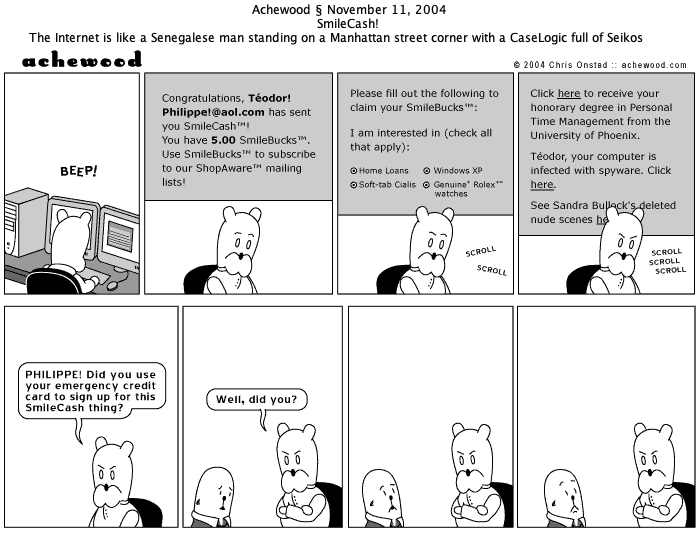 Achewood § November 11, 2004
SmileCash!
The Internet is like a Senegalese man standing on a Manhattan street corner with a CaseLogic full of Seikos
achewood
© 2004 Chris Onstad :: achewood.com
BEEP!
Congratulations, Téodor!
Philippe!@aol.com has sent
you SmileCash™!
You have 5.00 SmileBucks™.
Use SmileBucks™ to subscribe
to our ShopAware™ mailing
lists!
Please fill out the following to
claim your SmileBucks™:
I am interested in (check all
that apply):
Home Loans
Windows XP
Soft-tab Cialis
Genuine* Rolex™
watches
SCROLL
SCROLL
Click here to receive your
honorary degree in Personal
Time Management from the
University of Phoenix.
Téodor, your computer is
infected with spyware. Click
here.
See Sandra Bullock's deleted
nude scenes he
SCROLL
SCROLL
SCROLL
PHILIPPE! Did you use
your emergency credit
card to sign up for this
SmileCash thing?
Well, did you?